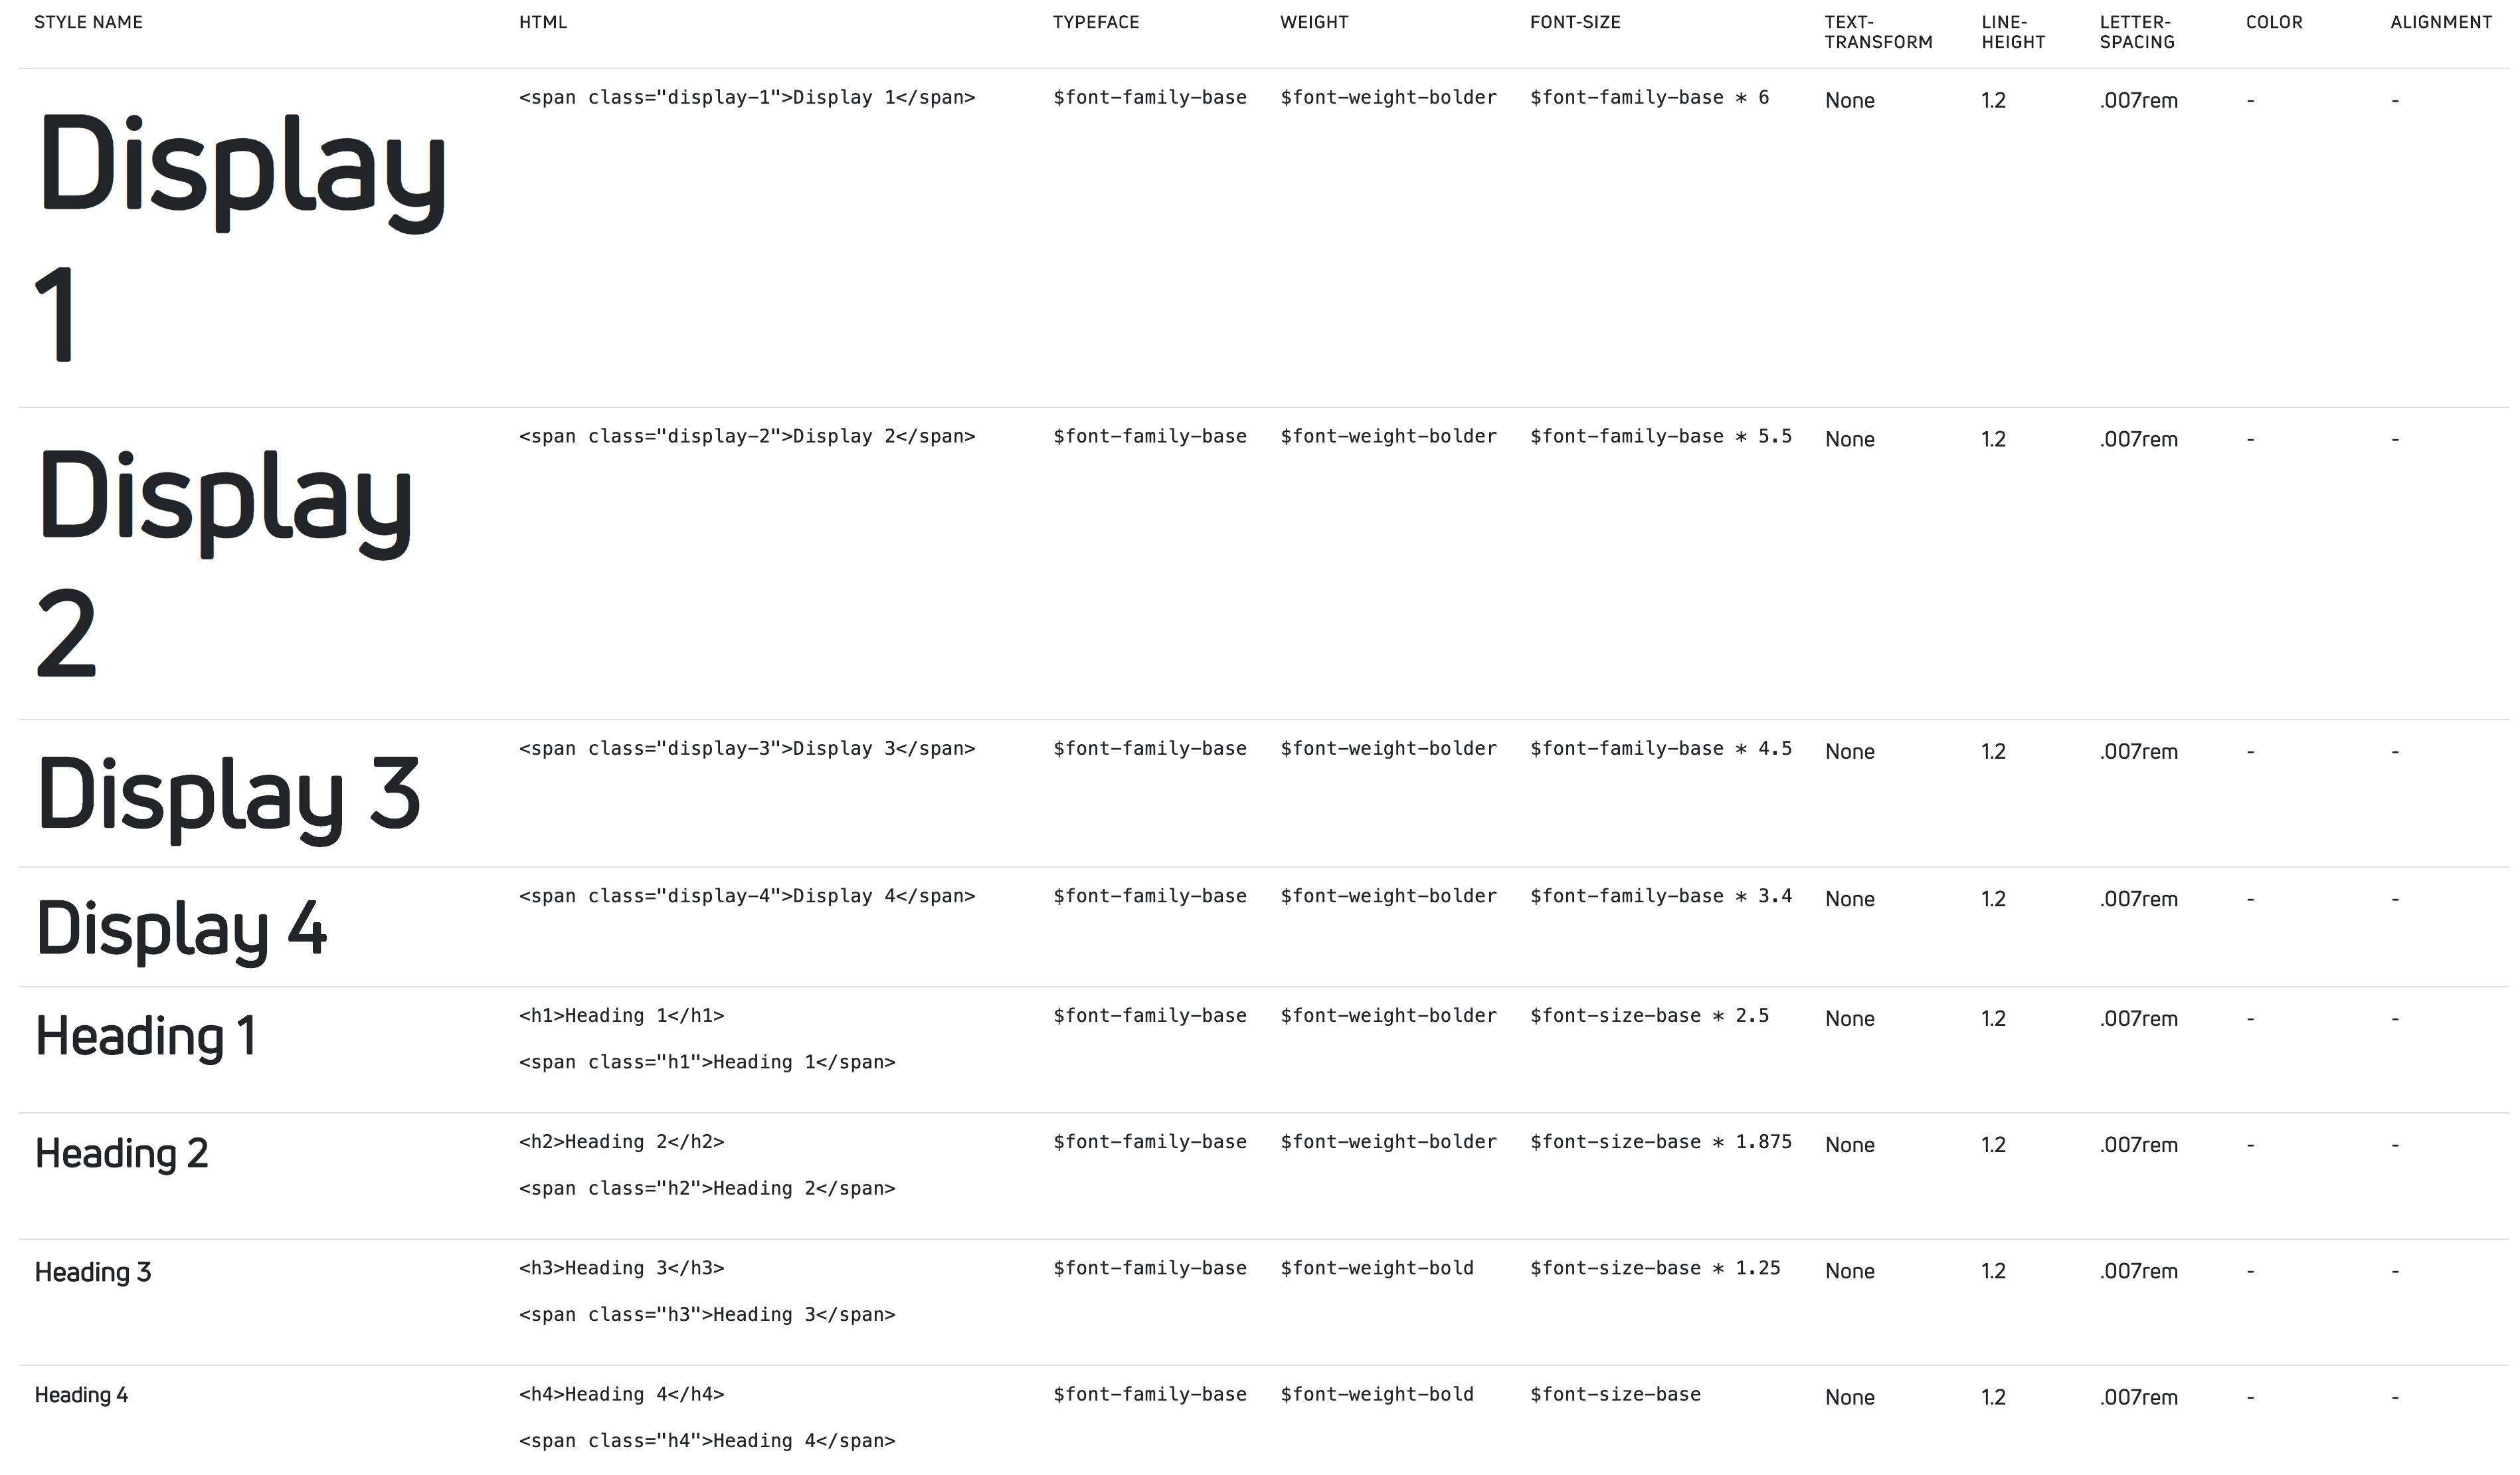 STYLE NAME HTML TYPEFACE WEIGHT FONT-SIZE TEXT- LINE- LETTER- COLOR ALIGNMENT
TRANSFORM HEIGHT SPACING
Display <span class="display-1">Display 1</span> $font-family-base $font-weight-bolder $font-family-base * 6 None 1.2 .007rem - -
1
Display <span class="display-2">Display 2</span> $font-family-base $font-weight-bolder $font-family-base * 5.5 None 1.2 .007rem - -
2
Display 3 <span class="display-3">Display 3</span> $font-family-base $font-weight-bolder $font-family-base * 4.5 None 1.2 .007rem - -
Display 4 <span class="display-4">Display 4</span> $font-family-base $font-weight-bolder $font-family-base * 3.4 None 1.2 .007rem - -
Heading 1 <h1>Heading 1</h1> $font-family-base $font-weight-bolder $font-size-base * 2.5 None 1.2 .007rem - -
<span class="h1">Heading 1</span>
Heading 2 <h2>Heading 2</h2> $font-family-base $font-weight-bolder $font-size-base * 1.875 None 1.2 .007rem - -
<span class="h2">Heading 2</span>
Heading 3 <h3>Heading 3</h3> $font-family-base $font-weight-bold $font-size-base * 1.25 None 1.2 .007rem - -
<span class="h3">Heading 3</span>
Heading 4 <h4>Heading 4</h4> $font-family-base $font-weight-bold $font-size-base None 1.2 .007rem - -
<span class="h4">Heading 4</span>